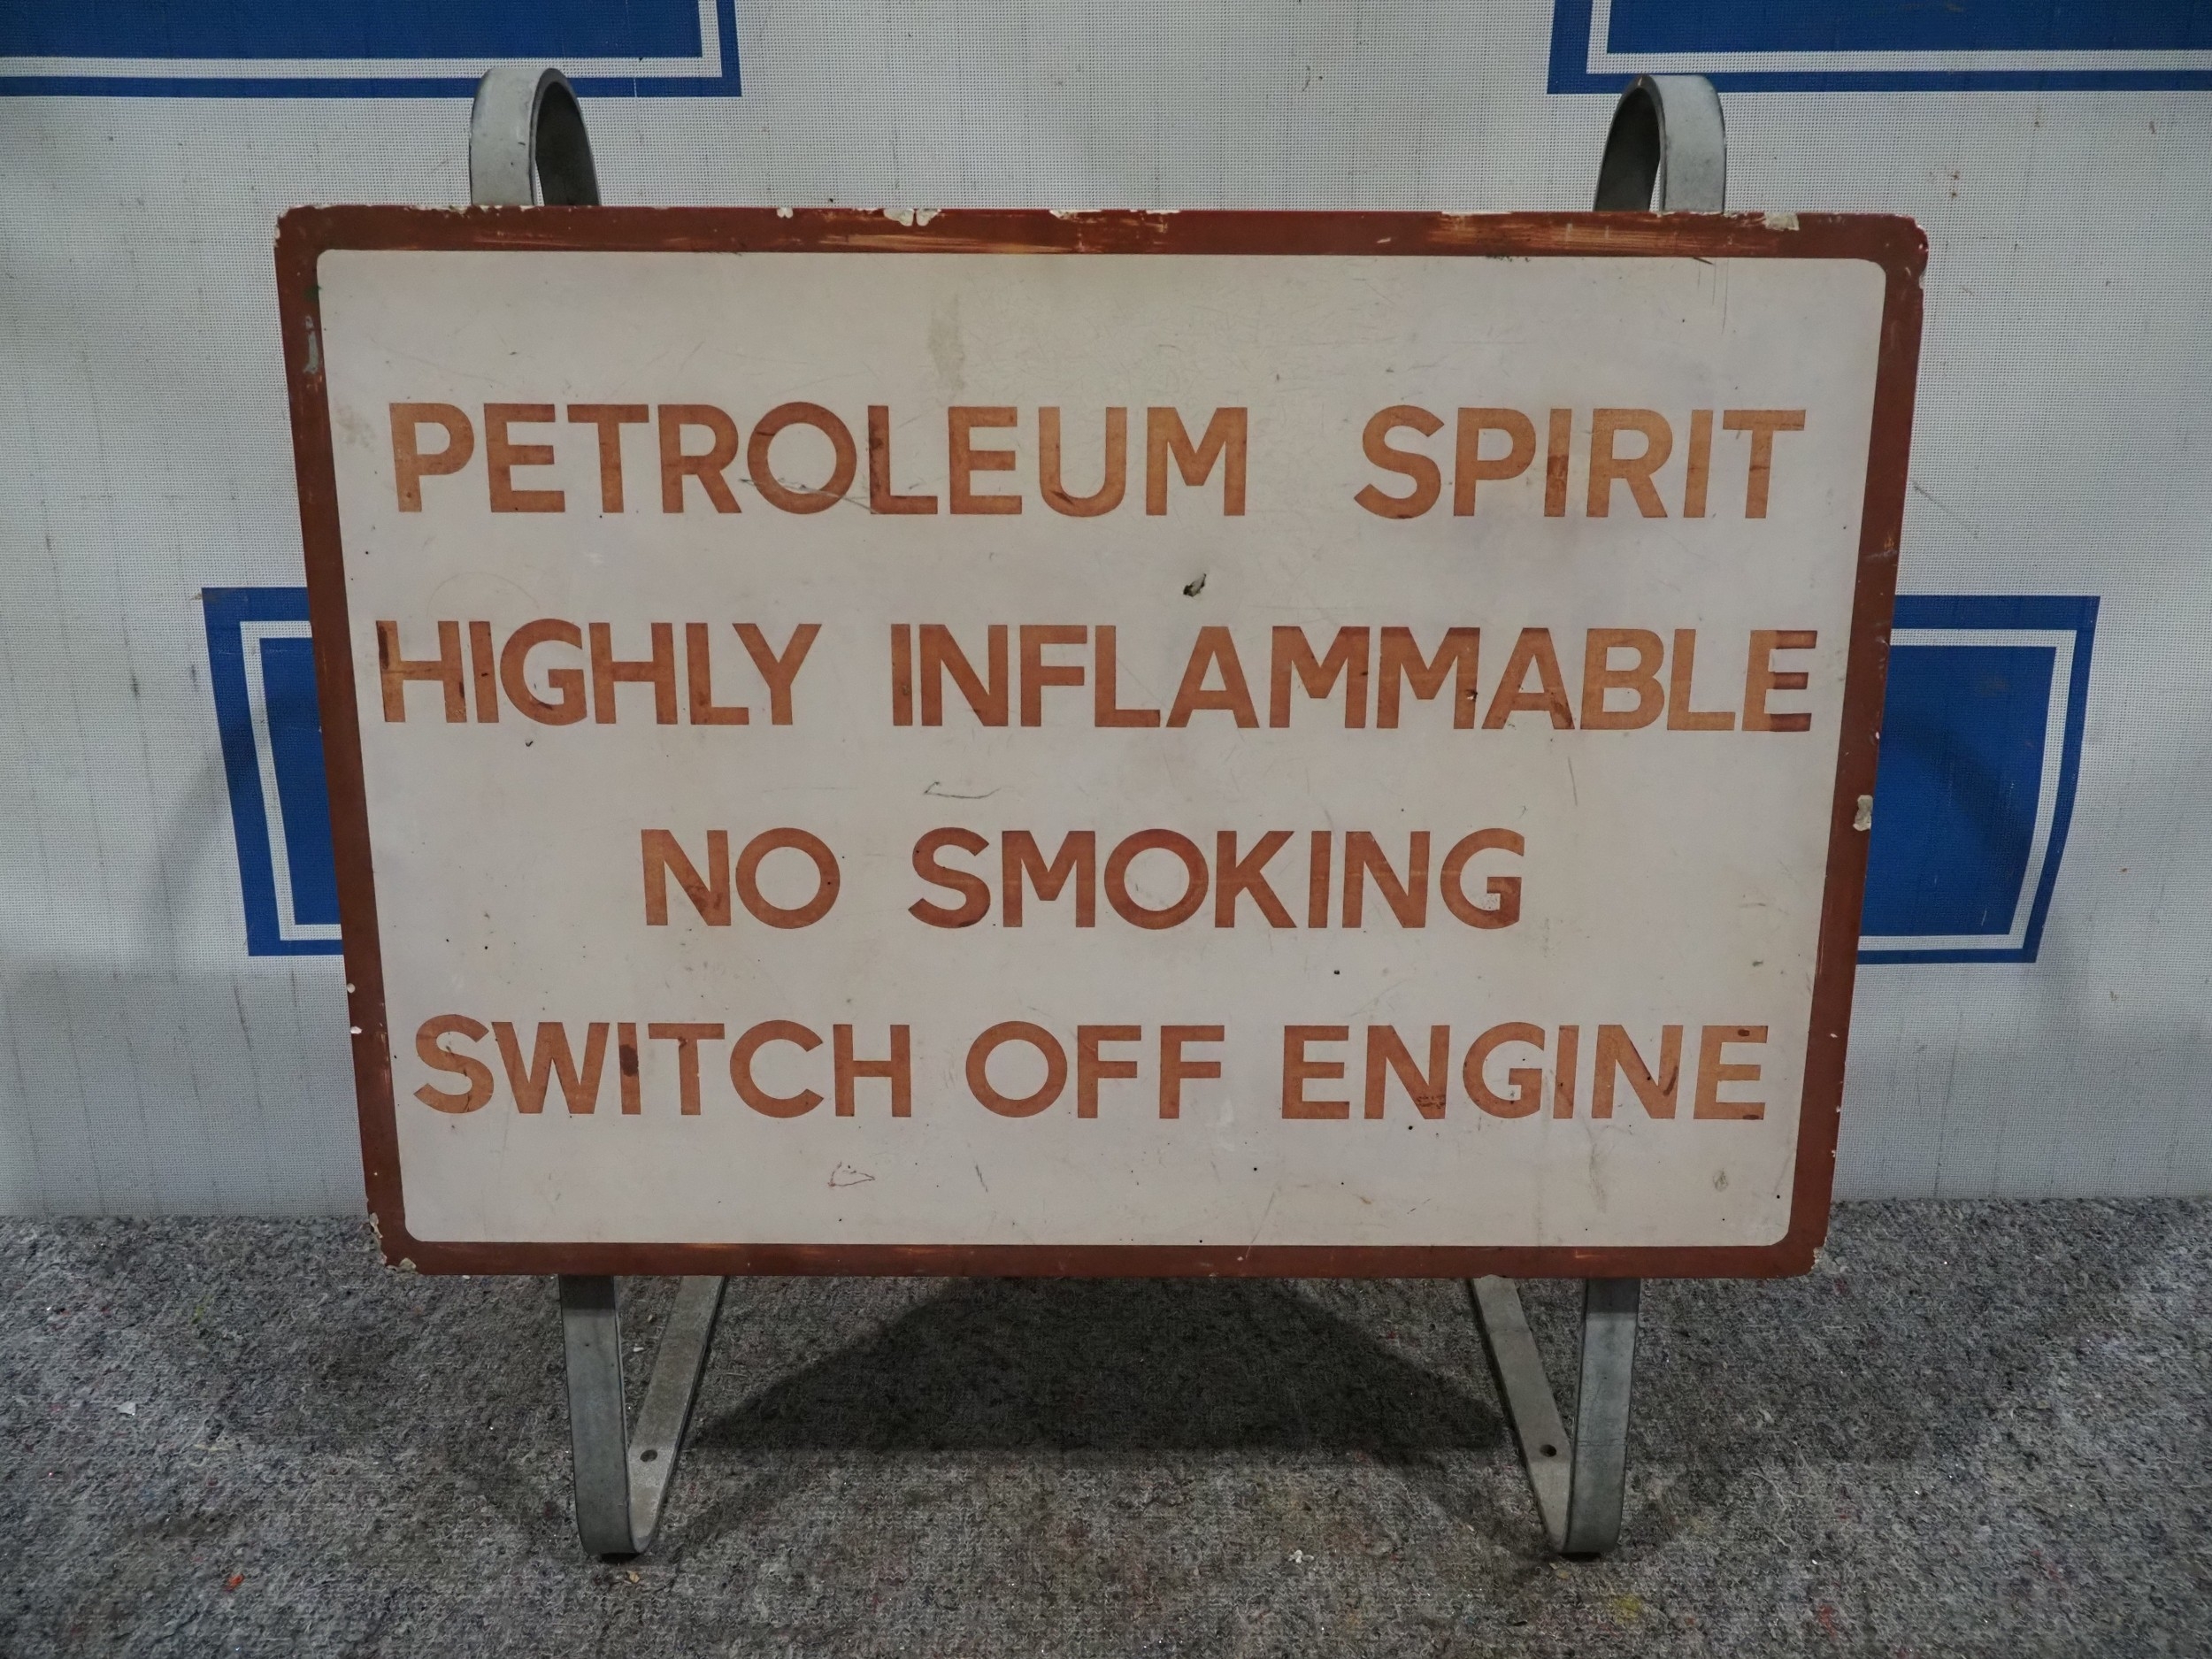 PETROLEUM SPIRIT
HIGHLY INFLAMMABLE
NO SMOKING
SWITCH OFF ENGINE